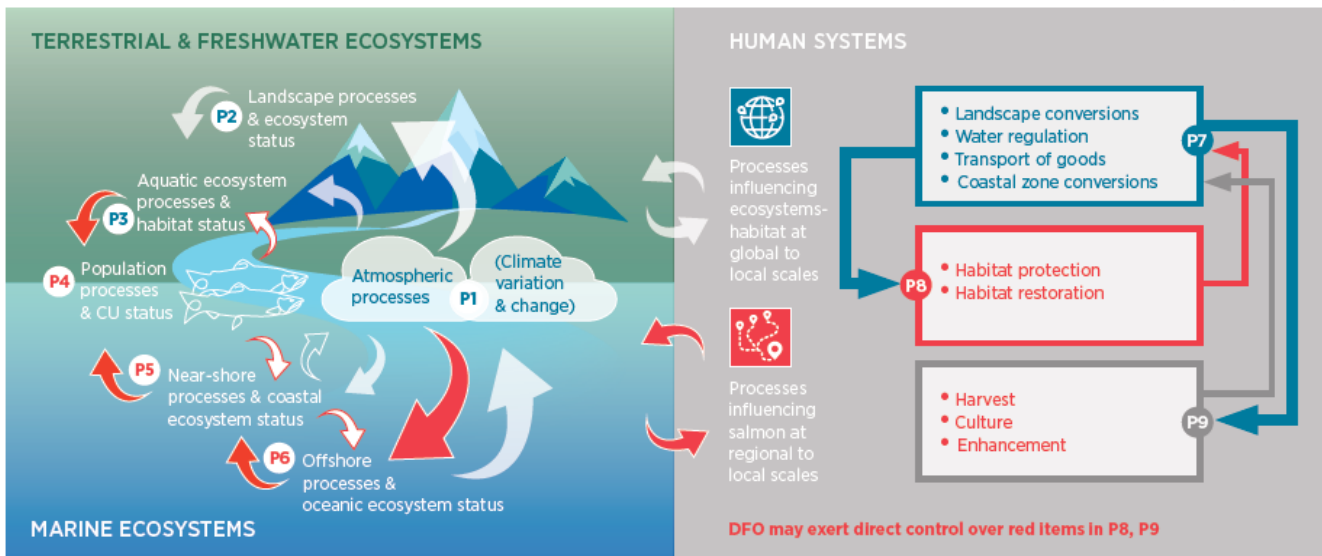 TERRESTRIAL & FRESHWATER ECOSYSTEMS
P2
Landscape processes
& ecosystem
status
Aquatic ecosystem
processes &
habitat status
P3
P4
Population
processes
& CU status
Atmospheric
processes
P1
(Climate
variation
& change)
P5
Near-shore
processes & coastal
ecosystem status
P6
Offshore
processes &
oceanic ecosystem status
MARINE ECOSYSTEMS
HUMAN SYSTEMS
Processes
influencing
ecosystems-
habitat at
global to
local scales
Processes
influencing
salmon at
regional to
local scales
• Landscape conversions
• Water regulation
• Transport of goods
• Coastal zone conversions
P7
P8
• Habitat protection
• Habitat restoration
• Harvest
• Culture
• Enhancement
P9
DFO may exert direct control over red items in P8, P9